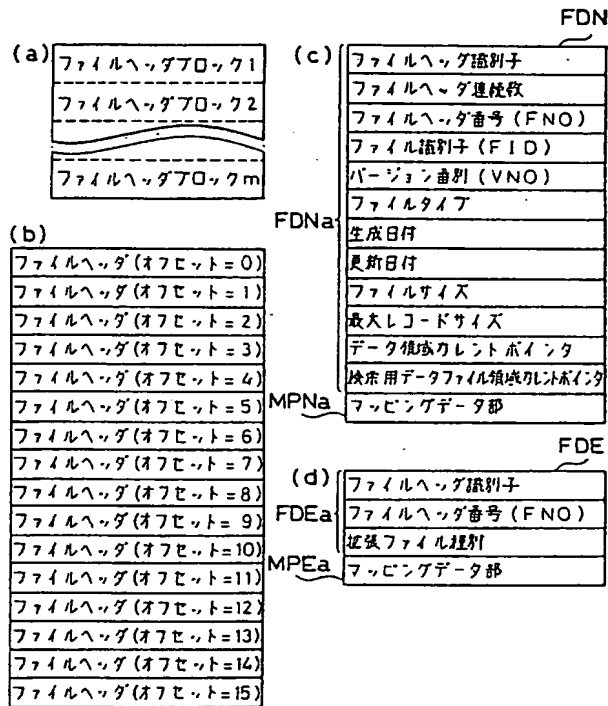 (a)
ファイルヘッダブロック1
ファイルヘッダブロック2
ファイルヘッダブロックm
(b)
ファイルヘッダ(オフセット=0)
ファイルヘッダ(オフセット=1)
ファイルヘッダ(オフセット=2)
ファイルヘッダ(オフセット=3)
ファイルヘッダ(オフセット=4)
ファイルヘッダ(オフセット=5)
ファイルヘッダ(オフセット=6)
ファイルヘッダ(オフセット=7)
ファイルヘッダ(オフセット=8)
ファイルヘッダ(オフセット=9)
ファイルヘッダ(オフセット=10)
ファイルヘッダ(オフセット=11)
ファイルヘッダ(オフセット=12)
ファイルヘッダ(オフセット=13)
ファイルヘッダ(オフセット=14)
ファイルヘッダ(オフセット=15)
FDN
(c)
ファイルヘッダ識別子
ファイルヘッダ連続数
ファイルヘッダ番号(FNO)
ファイル識別子(FID)
バージョン番別(VNO)
ファイルタイプ
FDNa
生成日付
更新日付
ファイルサイズ
最大レコードサイズ
データ領域カレントポインタ
検索用データファイル領域カレントポインタ
MPNa
マッピングデータ部
FDE
(d)
ファイルヘッダ識別子
FDEa
ファイルヘッダ番号(FNO)
拡張ファイル種別
MPEa
マッピングデータ部